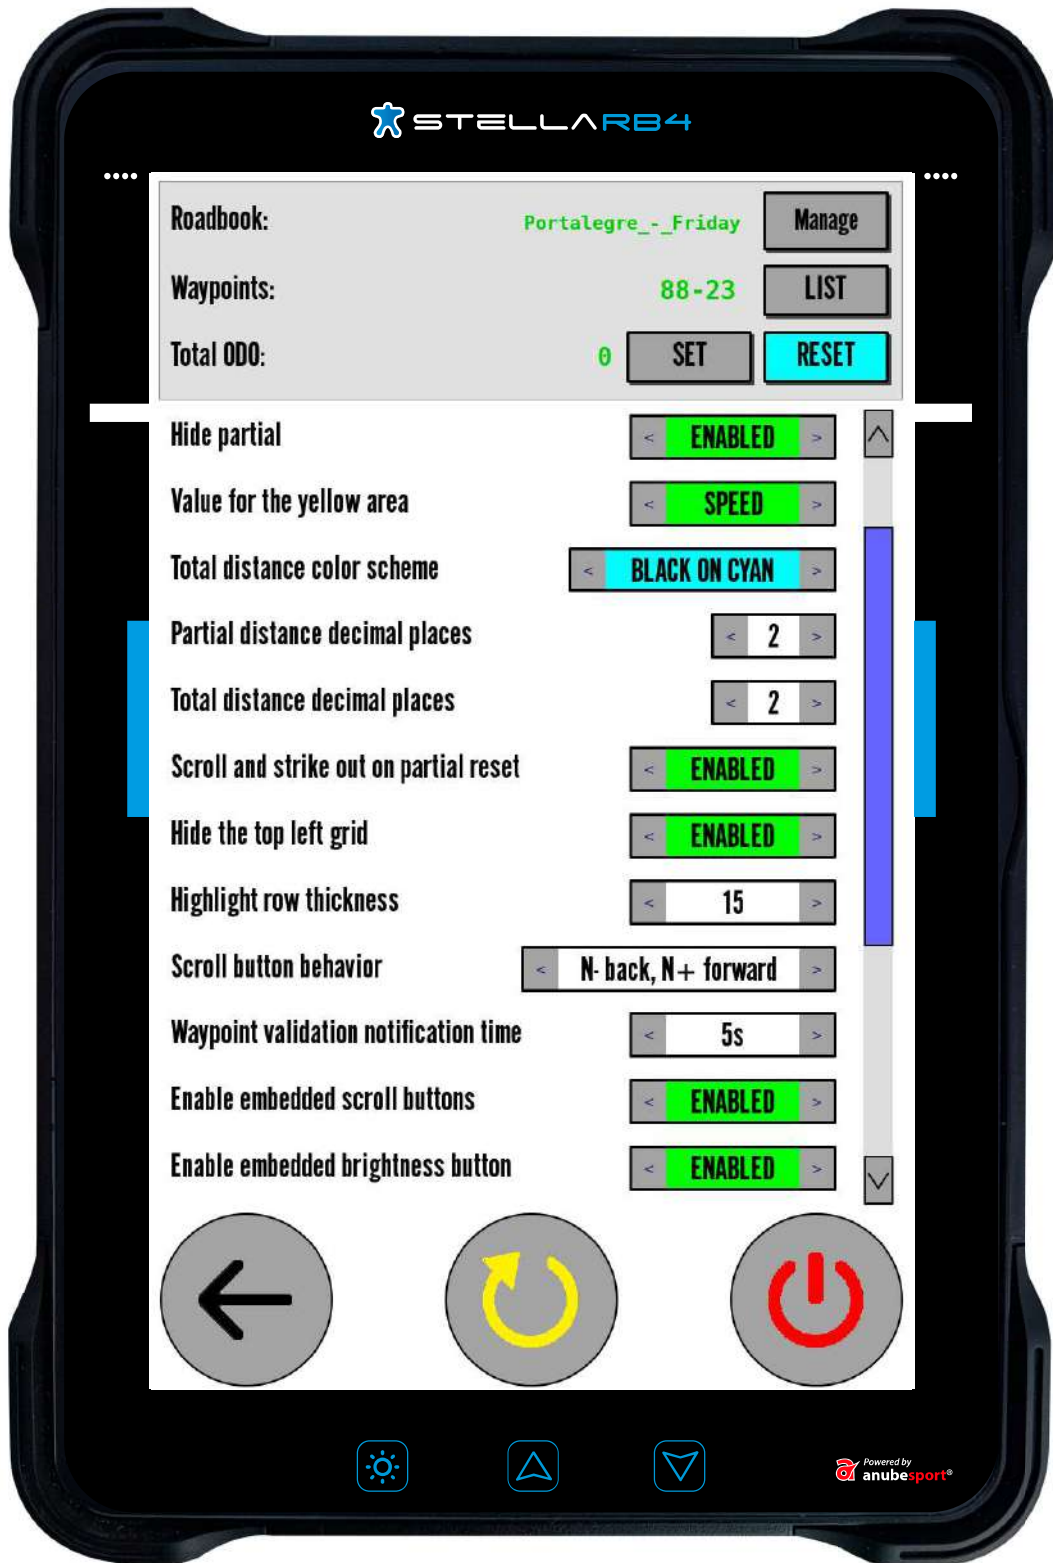 STELLARB4
Roadbook: Portalegre_-_Friday Manage
Waypoints: 88-23 LIST
Total ODO: 0 SET RESET
Hide partial < ENABLED >
Value for the yellow area < SPEED >
Total distance color scheme < BLACK ON CYAN >
Partial distance decimal places < 2 >
Total distance decimal places < 2 >
Scroll and strike out on partial reset < ENABLED >
Hide the top left grid < ENABLED >
Highlight row thickness < 15 >
Scroll button behavior < N- back, N+ forward >
Waypoint validation notification time < 5s >
Enable embedded scroll buttons < ENABLED >
Enable embedded brightness button < ENABLED >
Powered by
anubesport®